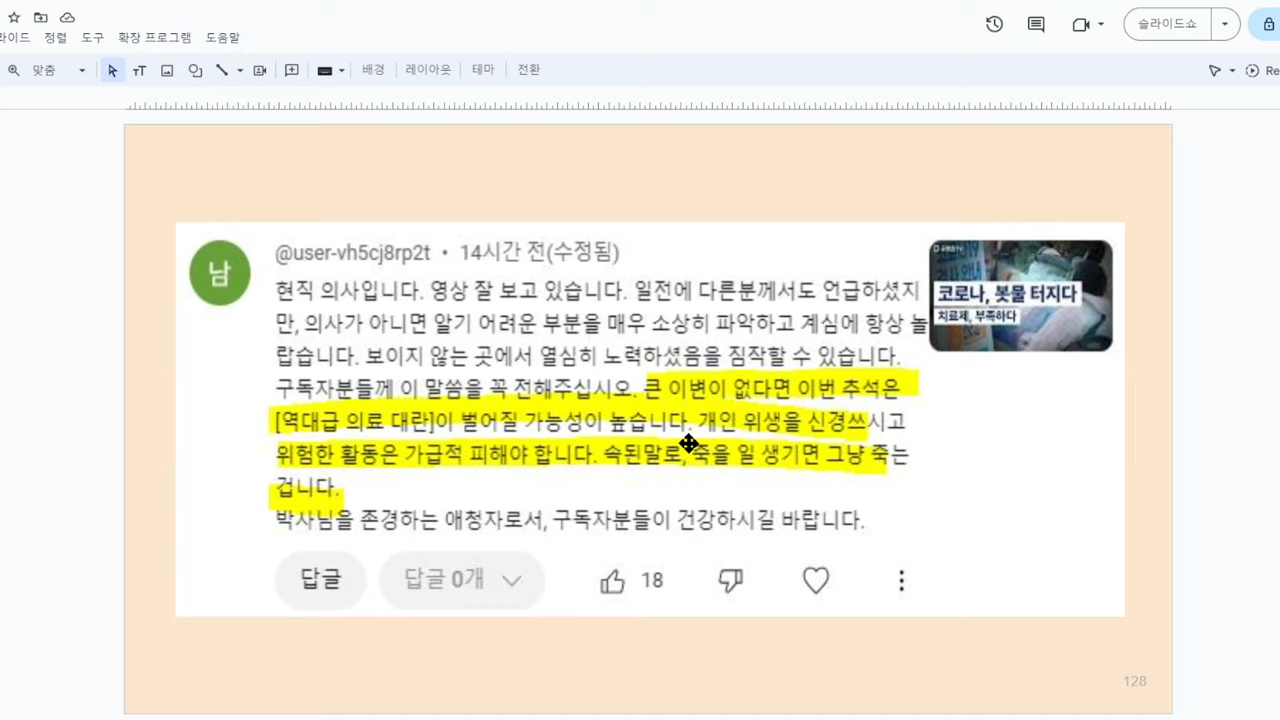 라이드 정렬 도구 확장 프로그램 도움말
슬라이드쇼
맞춤 배경 레이아웃 테마 전환
Re
남
@user-vh5cj8rp2t • 14시간 전(수정됨)
현직 의사입니다. 영상 잘 보고 있습니다. 일전에 다른분께서도 언급하셨지
만, 의사가 아니면 알기 어려운 부분을 매우 소상히 파악하고 계심에 항상 놀
랍습니다. 보이지 않는 곳에서 열심히 노력하셨음을 짐작할 수 있습니다.
구독자분들께 이 말씀을 꼭 전해주십시오. 큰 이변이 없다면 이번 추석은
[역대급 의료 대란]이 벌어질 가능성이 높습니다. 개인 위생을 신경쓰시고
위험한 활동은 가급적 피해야 합니다. 속된말로, 죽을 일 생기면 그냥 죽는
겁니다.
박사님을 존경하는 애청자로서, 구독자분들이 건강하시길 바랍니다.
답글 답글 0개 18
코로나, 봇물 터지다
치료제, 부족하다
128